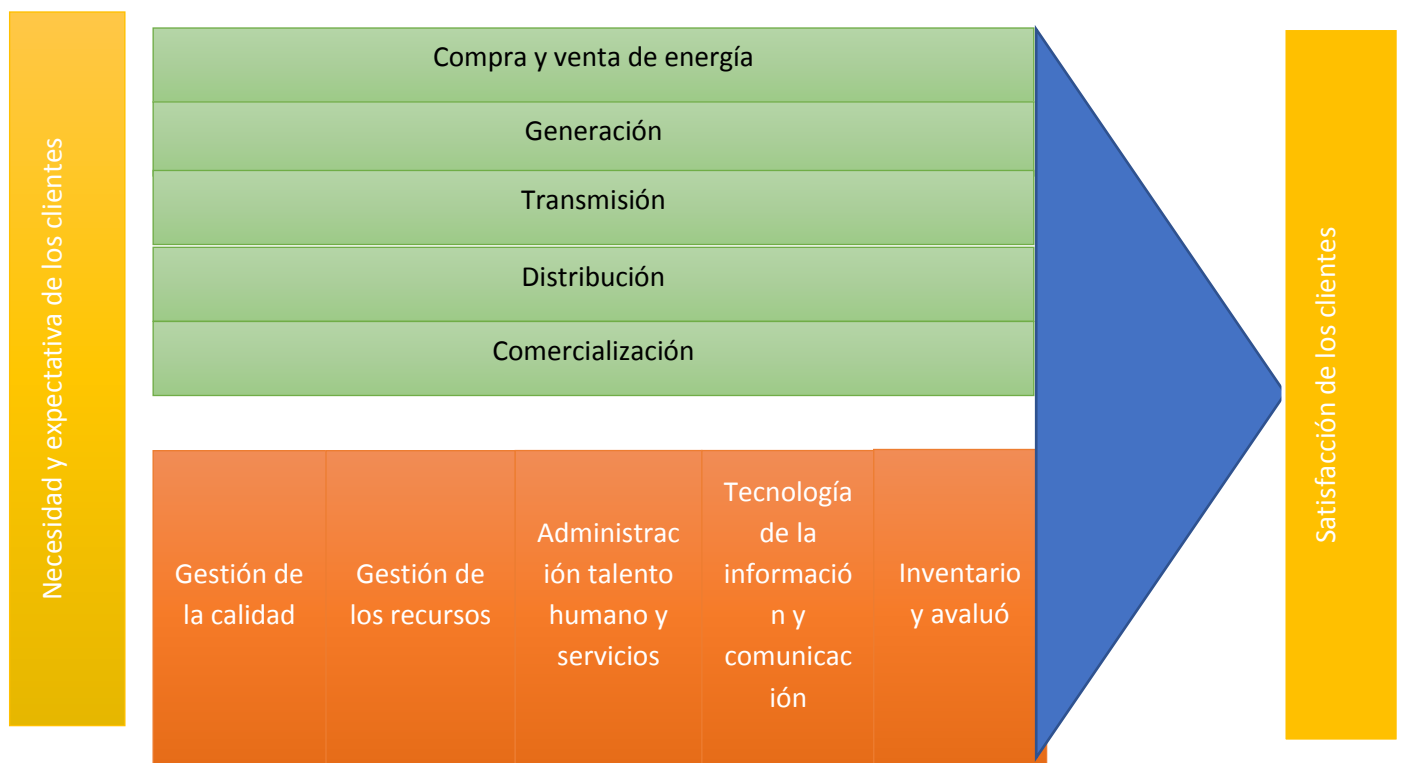 Necesidad y expectativa de los clientes
Compra y venta de energía
Generación
Transmisión
Distribución
Comercialización
Gestión de
la calidad
Gestión de
los recursos
Administrac
ión talento
humano y
servicios
Tecnología
de la
informació
n y
comunicac
ión
Inventario
y avaluó
Satisfacción de los clientes